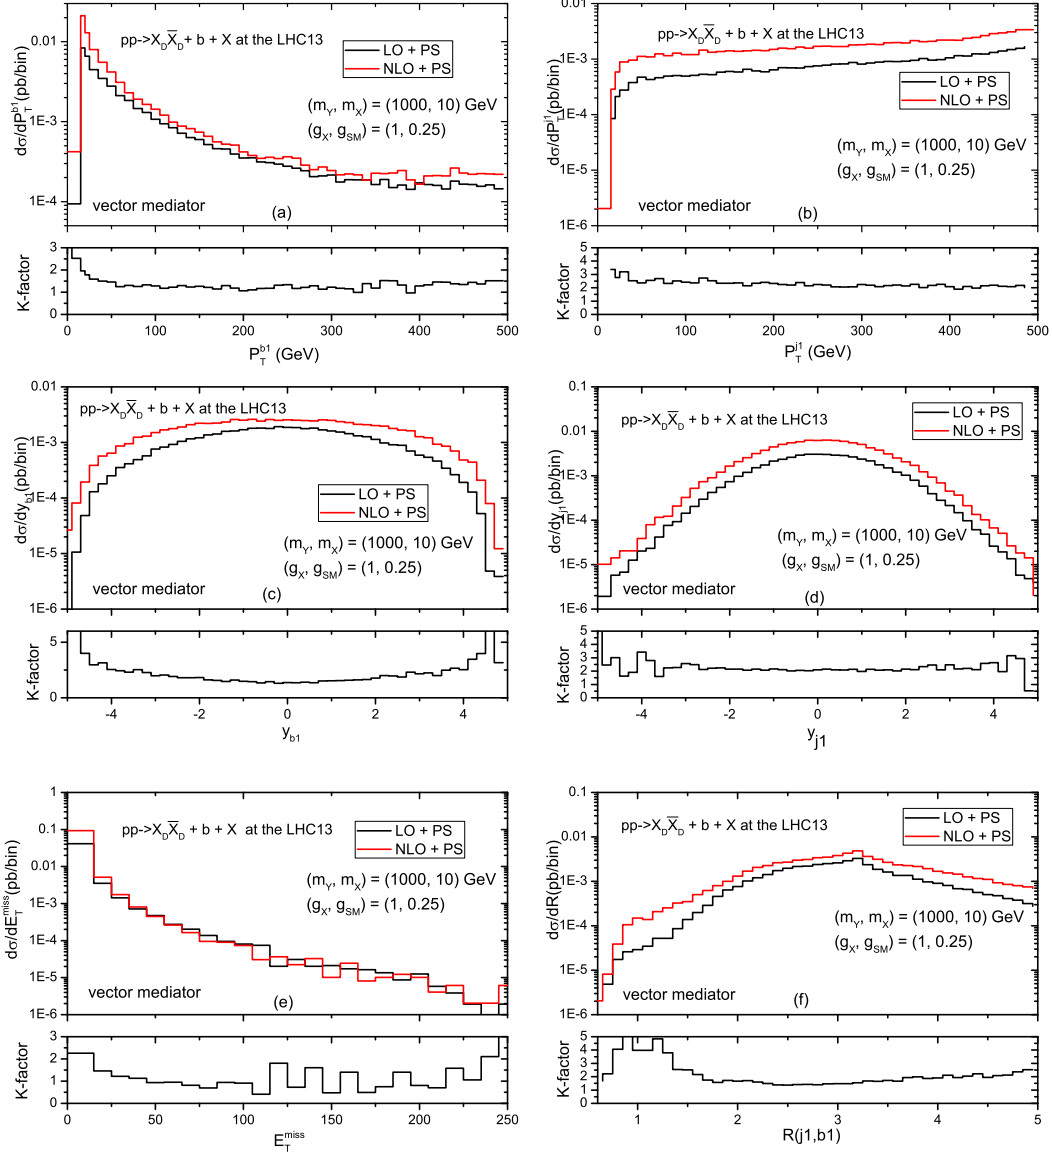 pp->X_D X̅_D + b + X at the LHC13
LO + PS
NLO + PS
(m_Y, m_X) = (1000, 10) GeV
(g_X, g_SM) = (1, 0.25)
vector mediator
(a)
dσ/dP_T^b1(pb/bin)
0.01
1E-3
1E-4
K-factor
3
2
1
0
0 100 200 300 400 500
P_T^b1 (GeV)
pp->X_D X̅_D + b + X at the LHC13
LO + PS
NLO + PS
(m_Y, m_X) = (1000, 10) GeV
(g_X, g_SM) = (1, 0.25)
vector mediator
(b)
dσ/dP_T^j1(pb/bin)
0.1
0.01
1E-3
1E-4
1E-5
1E-6
K-factor
5
4
3
2
1
0
0 100 200 300 400 500
P_T^j1 (GeV)
pp->X_D X̅_D + b + X at the LHC13
LO + PS
NLO + PS
(m_Y, m_X) = (1000, 10) GeV
(g_X, g_SM) = (1, 0.25)
vector mediator
(c)
dσ/dy_b1(pb/bin)
0.01
1E-3
1E-4
1E-5
1E-6
K-factor
5
0
-4 -2 0 2 4
y_b1
pp->X_D X̅_D + b + X at the LHC13
LO + PS
NLO + PS
(m_Y, m_X) = (1000, 10) GeV
(g_X, g_SM) = (1, 0.25)
vector mediator
(d)
dσ/dy_j1(pb/bin)
0.1
0.01
1E-3
1E-4
1E-5
1E-6
K-factor
5
4
3
2
1
0
-4 -2 0 2 4
y_j1
pp->X_D X̅_D + b + X at the LHC13
LO + PS
NLO + PS
(m_Y, m_X) = (1000, 10) GeV
(g_X, g_SM) = (1, 0.25)
vector mediator
(e)
dσ/dE_T^miss(pb/bin)
1
0.1
0.01
1E-3
1E-4
1E-5
1E-6
K-factor
3
2
1
0
0 50 100 150 200 250
E_T^miss
pp->X_D X̅_D + b + X at the LHC13
LO + PS
NLO + PS
(m_Y, m_X) = (1000, 10) GeV
(g_X, g_SM) = (1, 0.25)
vector mediator
(f)
dσ/dR(pb/bin)
0.1
0.01
1E-3
1E-4
1E-5
1E-6
K-factor
5
4
3
2
1
0
1 2 3 4 5
R(j1,b1)